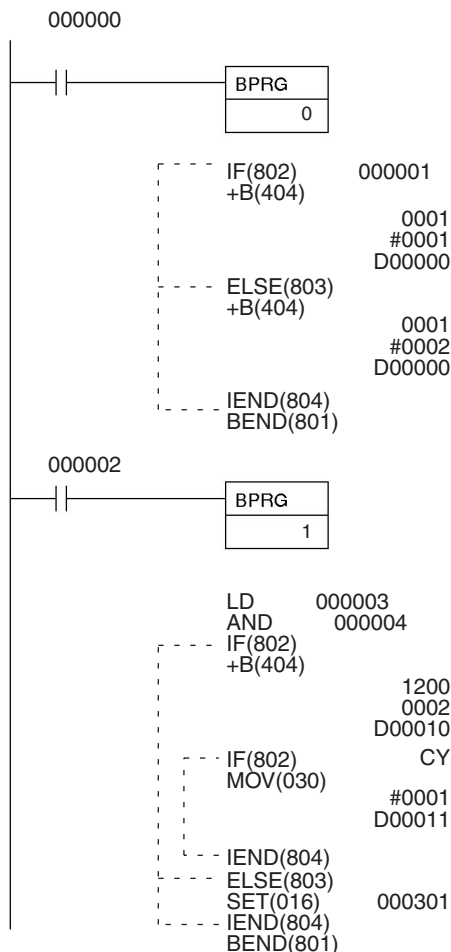 000000
BPRG
0
IF(802) 000001
+B(404)
0001
#0001
D00000
ELSE(803)
+B(404)
0001
#0002
D00000
IEND(804)
BEND(801)
000002
BPRG
1
LD 000003
AND 000004
IF(802)
+B(404)
1200
0002
D00010
IF(802) CY
MOV(030)
#0001
D00011
IEND(804)
ELSE(803)
SET(016) 000301
IEND(804)
BEND(801)